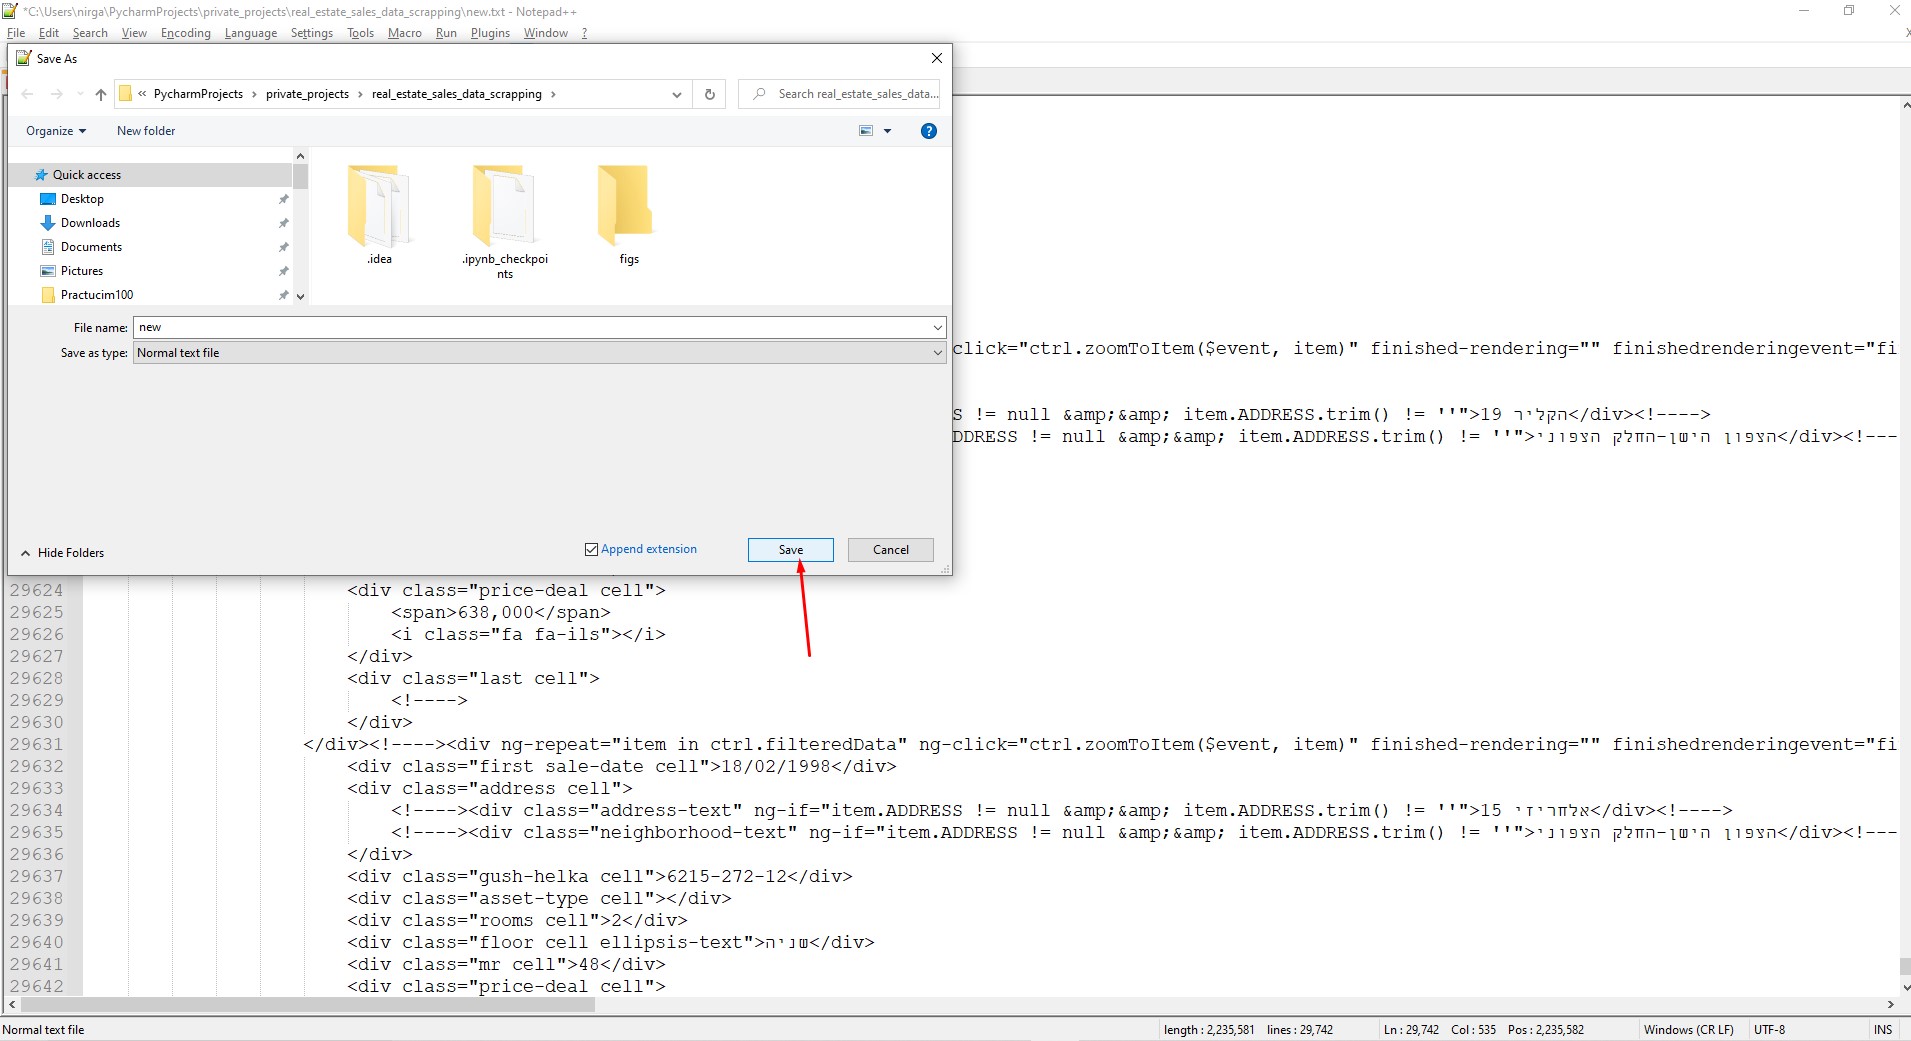 *C:\Users\nirga\PycharmProjects\private_projects\real_estate_sales_data_scrapping\new.txt - Notepad++
File Edit Search View Encoding Language Settings Tools Macro Run Plugins Window ?
Save As
« PycharmProjects > private_projects > real_estate_sales_data_scrapping >
Search real_estate_sales_data...
Organize New folder
Quick access
Desktop
Downloads
Documents
Pictures
Practucim100
.idea
.ipynb_checkpoi
nts
figs
File name: new
Save as type: Normal text file
Hide Folders
Append extension
Save
Cancel
click="ctrl.zoomToItem($event, item)" finished-rendering="" finishedrenderingevent="fi
S != null &amp;&amp; item.ADDRESS.trim() != ''">הקליר 19</div><!---->
DDRESS != null &amp;&amp; item.ADDRESS.trim() != ''">הצפון הישן-החלק הצפוני</div><!---
29624 <div class="price-deal cell">
29625 <span>638,000</span>
29626 <i class="fa fa-ils"></i>
29627 </div>
29628 <div class="last cell">
29629 <!---->
29630 </div>
29631 </div><!----><div ng-repeat="item in ctrl.filteredData" ng-click="ctrl.zoomToItem($event, item)" finished-rendering="" finishedrenderingevent="fi
29632 <div class="first sale-date cell">18/02/1998</div>
29633 <div class="address cell">
29634 <!----><div class="address-text" ng-if="item.ADDRESS != null &amp;&amp; item.ADDRESS.trim() != ''">אלחריזי 15</div><!---->
29635 <!----><div class="neighborhood-text" ng-if="item.ADDRESS != null &amp;&amp; item.ADDRESS.trim() != ''">הצפון הישן-החלק הצפוני</div><!---
29636 </div>
29637 <div class="gush-helka cell">6215-272-12</div>
29638 <div class="asset-type cell"></div>
29639 <div class="rooms cell">2</div>
29640 <div class="floor cell ellipsis-text">שניה</div>
29641 <div class="mr cell">48</div>
29642 <div class="price-deal cell">
Normal text file
length : 2,235,581 lines : 29,742
Ln : 29,742 Col : 535 Pos : 2,235,582
Windows (CR LF)
UTF-8
INS